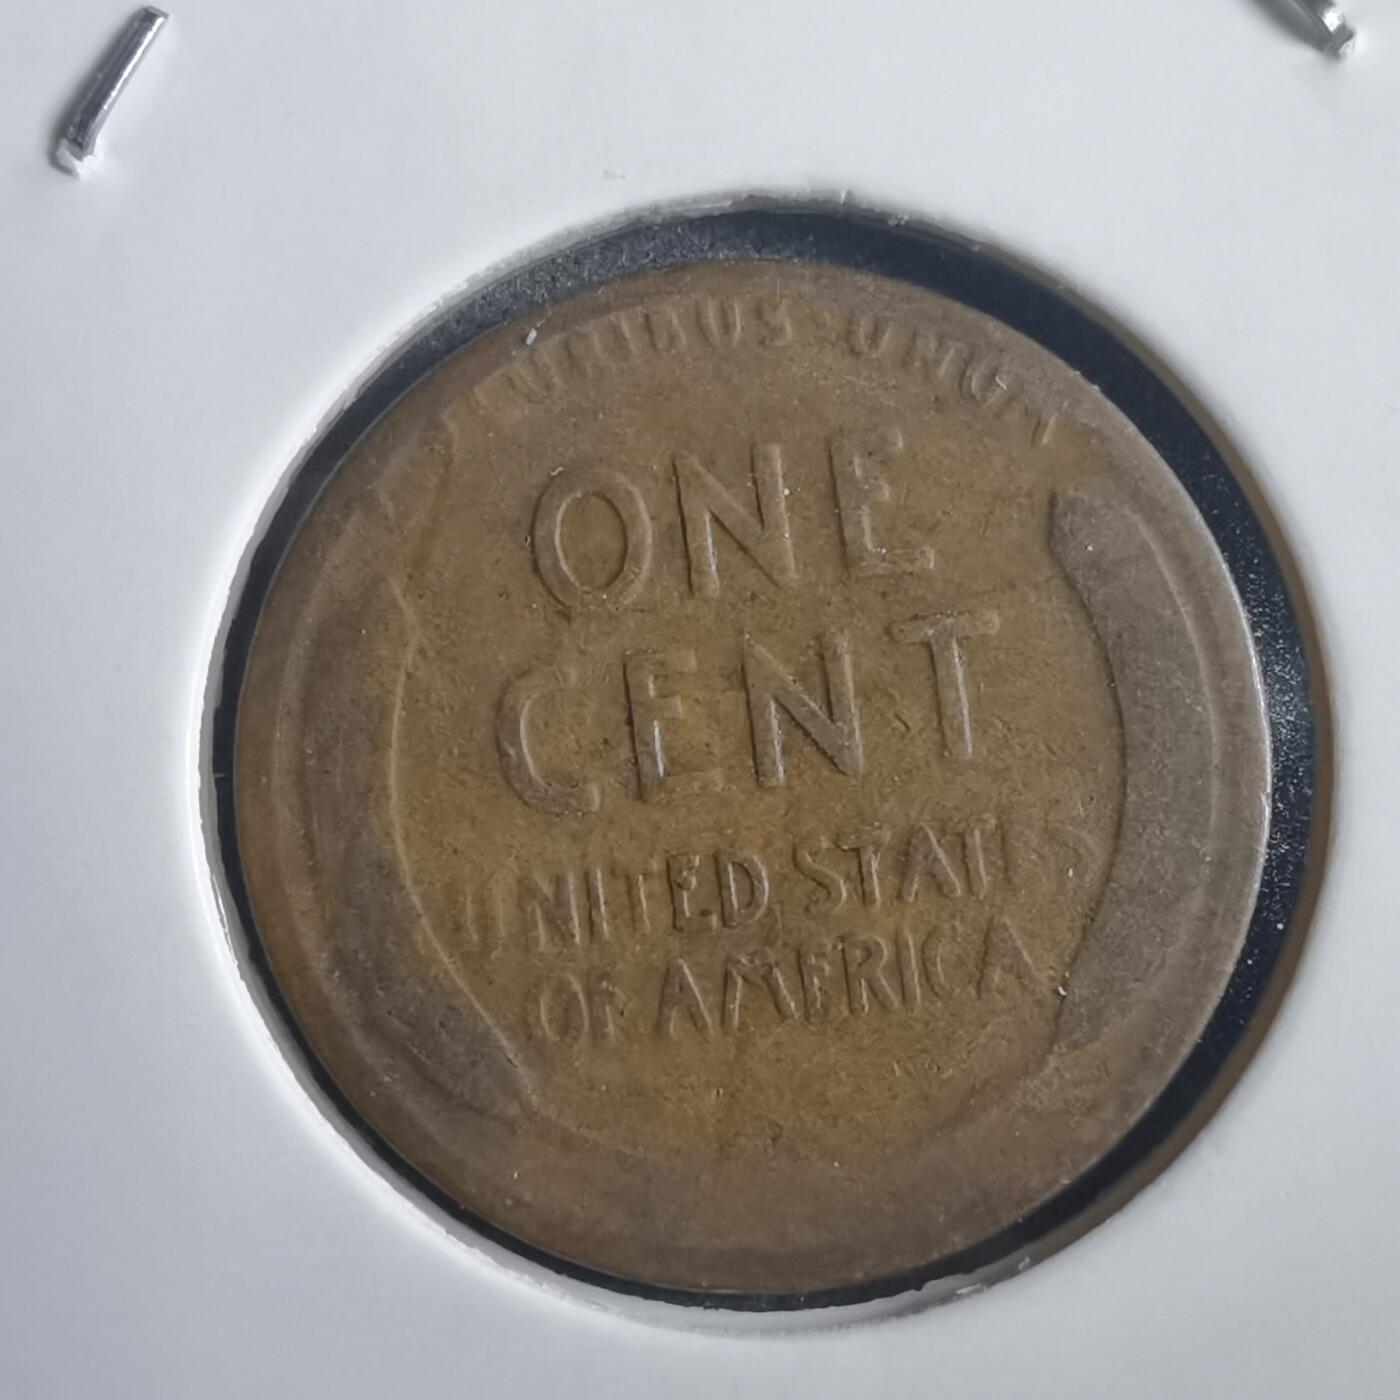 PLURIBUS · UNUM
ONE
CENT
UNITED STATES
OF AMERICA